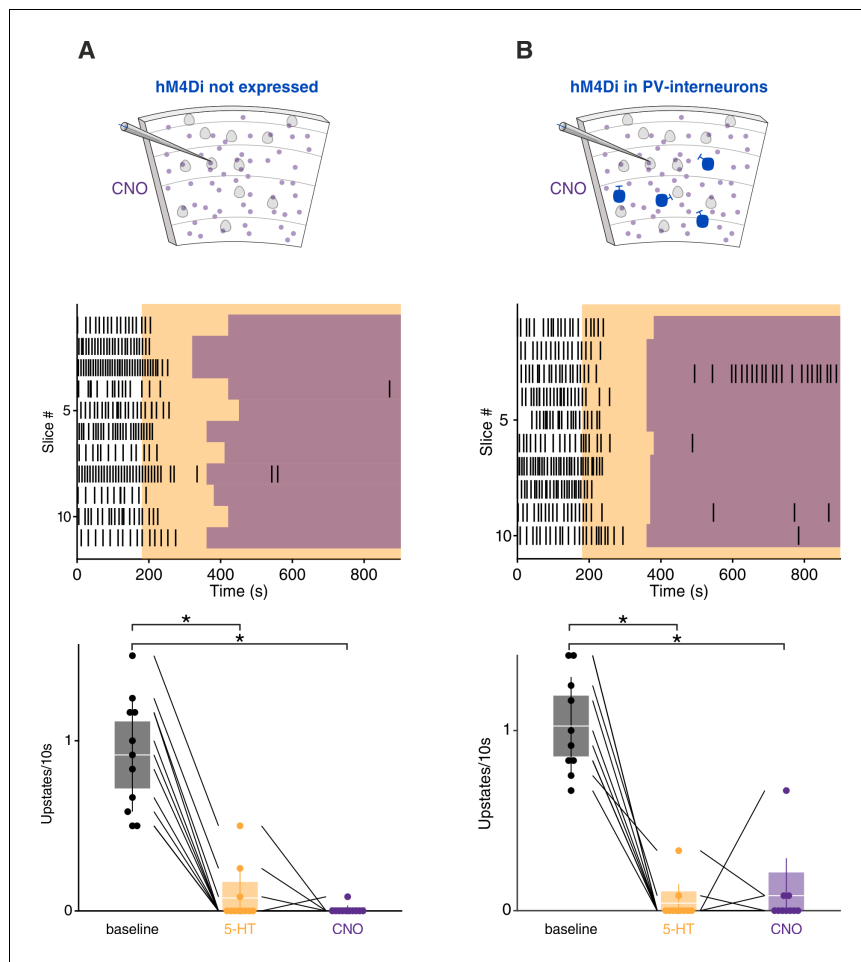 A
B
hM4Di not expressed
hM4Di in PV-interneurons
CNO
CNO
Slice #
5
10
0
200
400
600
800
Time (s)
Slice #
5
10
0
200
400
600
800
Time (s)
*
*
Upstates/10s
1
0
baseline
5-HT
CNO
*
*
Upstates/10s
1
0
baseline
5-HT
CNO